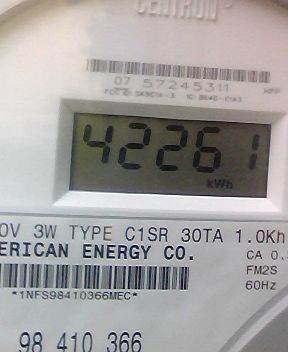 CENTRON®
07 57245311
42261
kWh
0V 3W TYPE C1SR 30TA 1.0Kh
ERICAN ENERGY CO.
CA 0.
FM2S
*1NFS98410366MEC*
60Hz
98 410 366